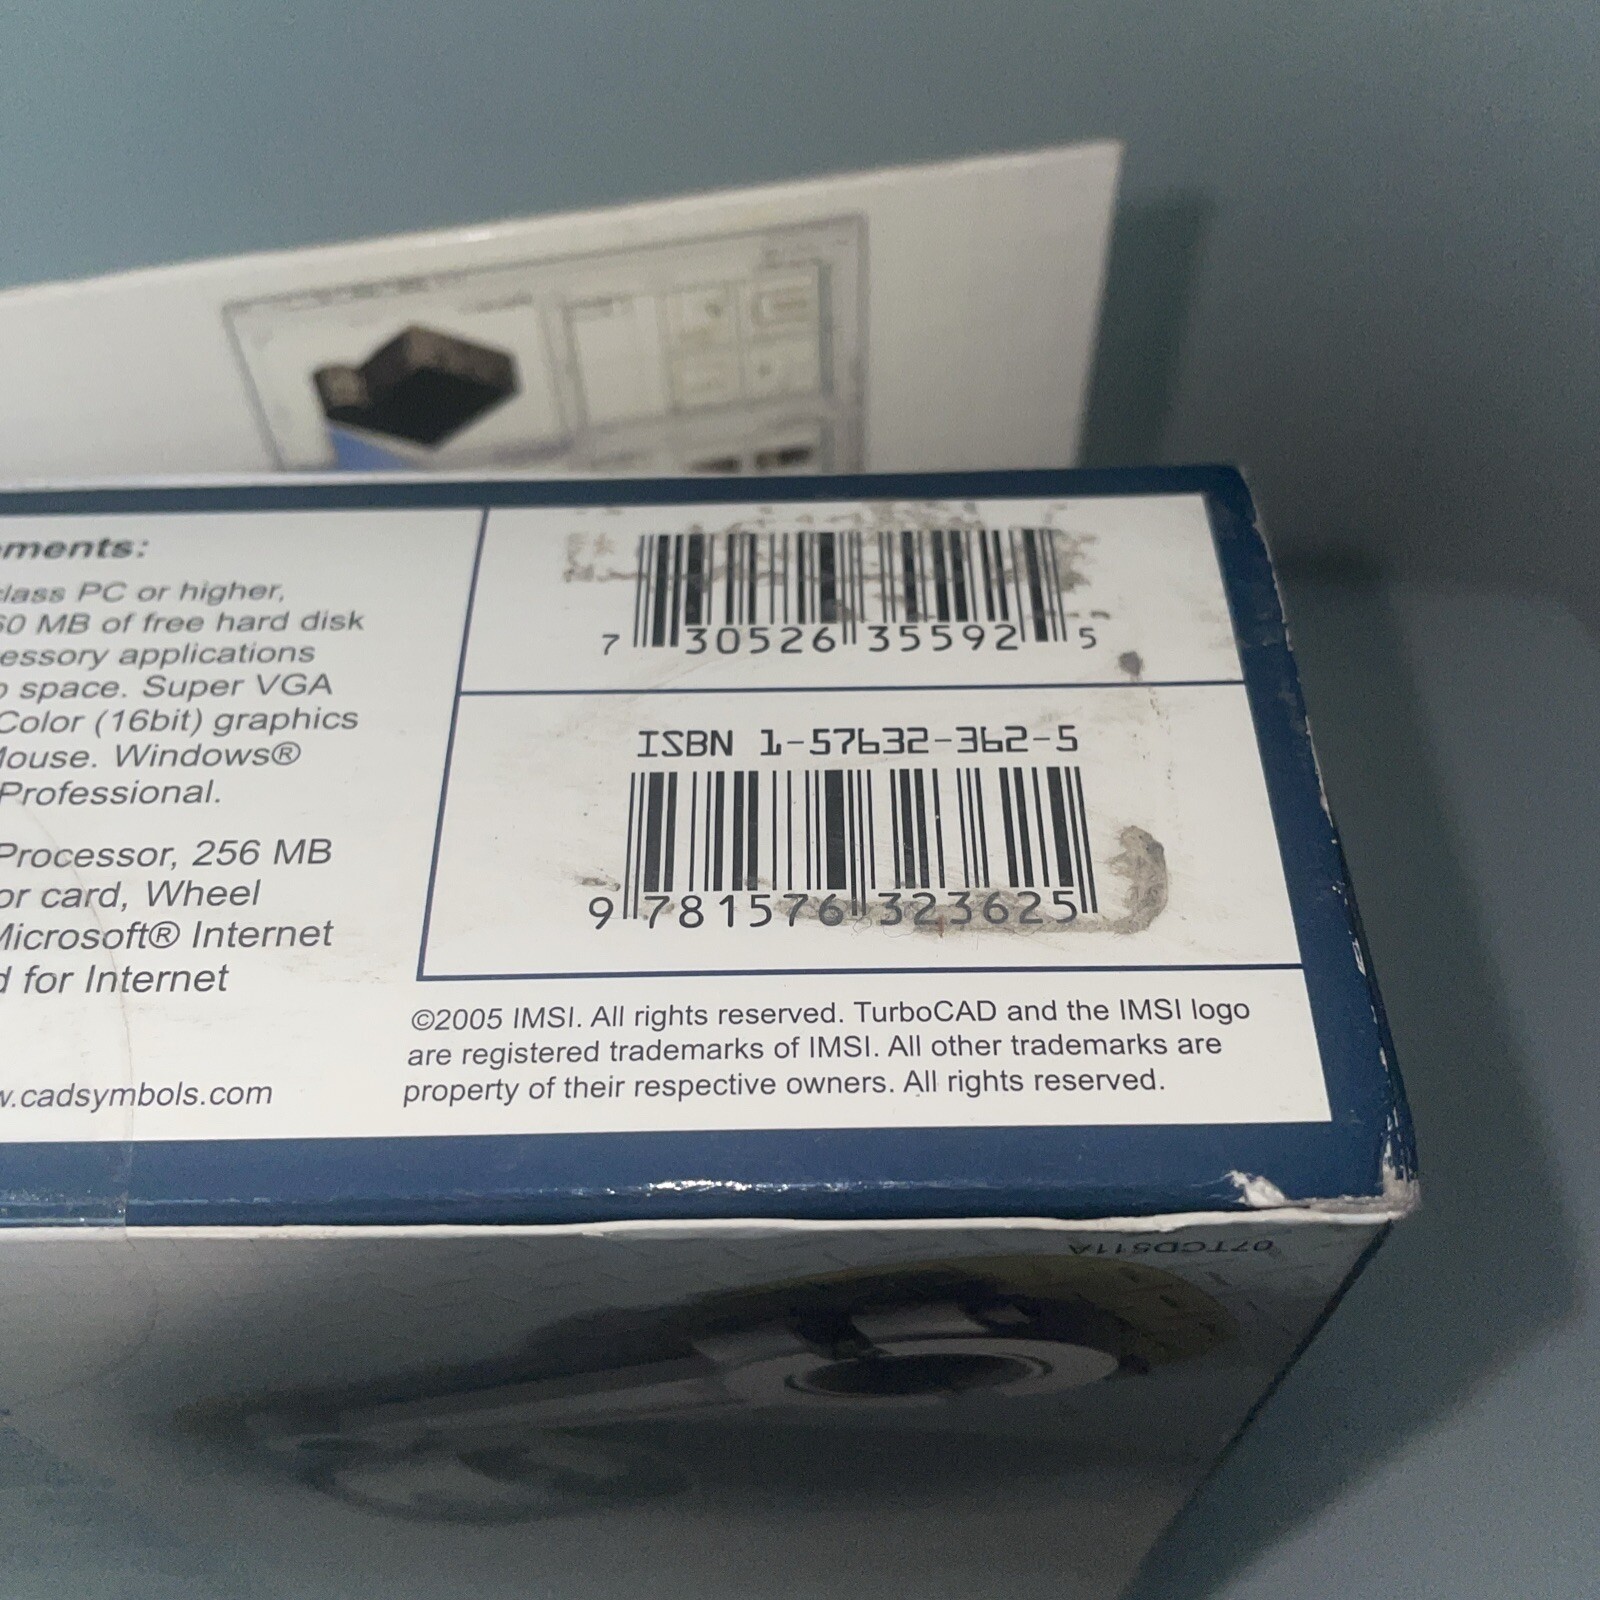 ments:
class PC or higher,
60 MB of free hard disk
essory applications
space. Super VGA
Color (16bit) graphics
Mouse. Windows®
Professional.
Processor, 256 MB
or card, Wheel
Microsoft® Internet
d for Internet
w.cadsymbols.com
7 30526 35592 5
ISBN 1-57632-362-5
9 781576 323625
©2005 IMSI. All rights reserved. TurboCAD and the IMSI logo
are registered trademarks of IMSI. All other trademarks are
property of their respective owners. All rights reserved.
07TCD511A